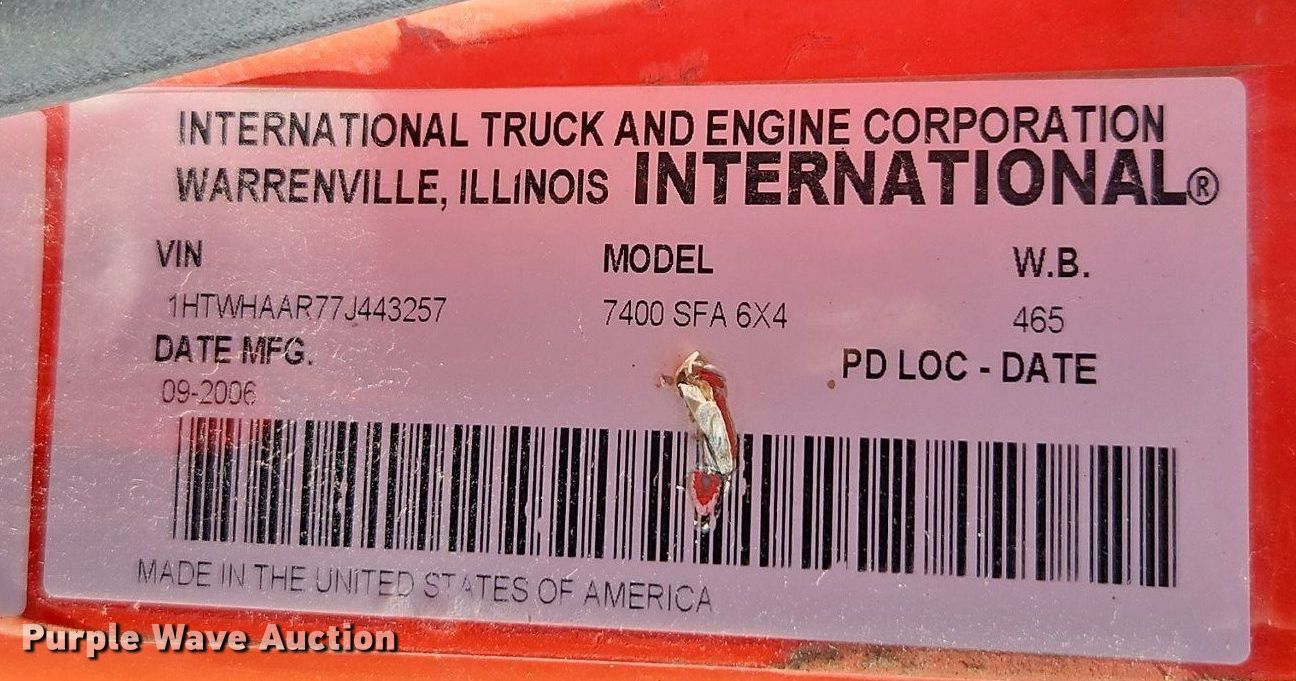 INTERNATIONAL TRUCK AND ENGINE CORPORATION
WARRENVILLE, ILLINOIS INTERNATIONAL®
VIN MODEL W.B.
1HTWHAAR77J443257 7400 SFA 6X4 465
DATE MFG. PD LOC - DATE
09-2006
MADE IN THE UNITED STATES OF AMERICA
Purple Wave Auction